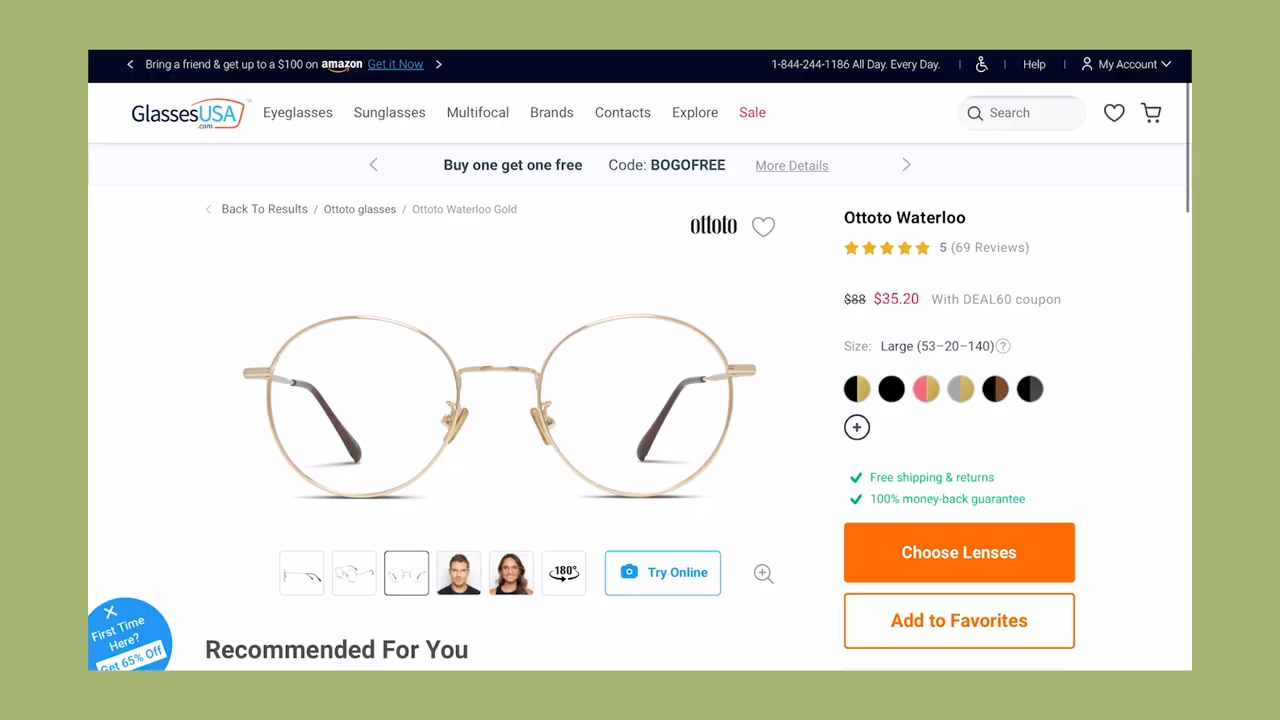 Bring a friend & get up to a $100 on amazon Get it Now
1-844-244-1186 All Day. Every Day.
Help
My Account
GlassesUSA
.com
Eyeglasses Sunglasses Multifocal Brands Contacts Explore Sale
Search
Buy one get one free Code: BOGOFREE More Details
Back To Results / Ottoto glasses / Ottoto Waterloo Gold
ottoto
Ottoto Waterloo
5 (69 Reviews)
$88 $35.20 With DEAL60 coupon
Size: Large (53-20-140) ?
Free shipping & returns
100% money-back guarantee
Choose Lenses
Add to Favorites
180°
Try Online
First Time
Here?
Get 65% Off
Recommended For You